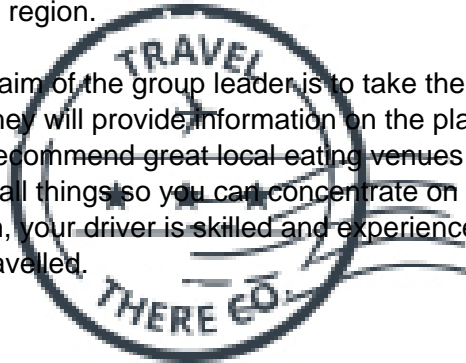 region.
TRAVEL
aim of the group leader is to take the
ney will provide information on the pla
ecommend great local eating venues
all things so you can concentrate on
n, your driver is skilled and experience
avelled.
THERE CO.